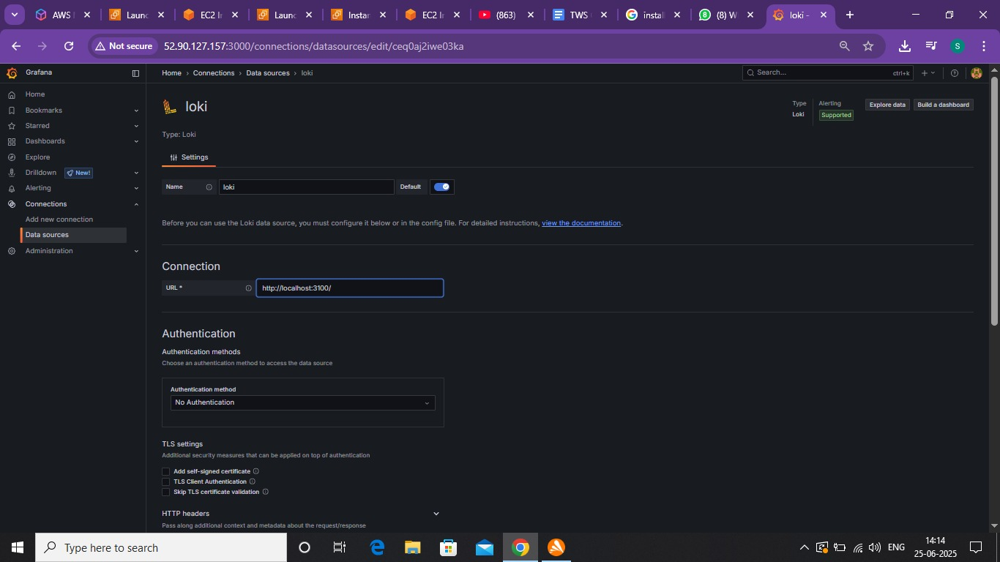 AWS
Launc
EC2 I
Launc
Instar
EC2 Ir
(863)
TWS
instal
(8) W
loki -
Not secure
52.90.127.157:3000/connections/datasources/edit/ceq0aj2iwe03ka
S
Grafana
Home › Connections › Data sources › loki
Search...
ctrl+k
Home
Bookmarks
Starred
Dashboards
Explore
Drilldown
New!
Alerting
Connections
Add new connection
Data sources
Administration
loki
Type
Loki
Alerting
Supported
Explore data
Build a dashboard
Type: Loki
Settings
Name
loki
Default
Before you can use the Loki data source, you must configure it below or in the config file. For detailed instructions, view the documentation.
Connection
URL *
http://localhost:3100/
Authentication
Authentication methods
Choose an authentication method to access the data source
Authentication method
No Authentication
TLS settings
Additional security measures that can be applied on top of authentication
Add self-signed certificate
TLS Client Authentication
Skip TLS certificate validation
HTTP headers
Pass along additional context and metadata about the request/response
Type here to search
ENG
14:14
25-06-2025